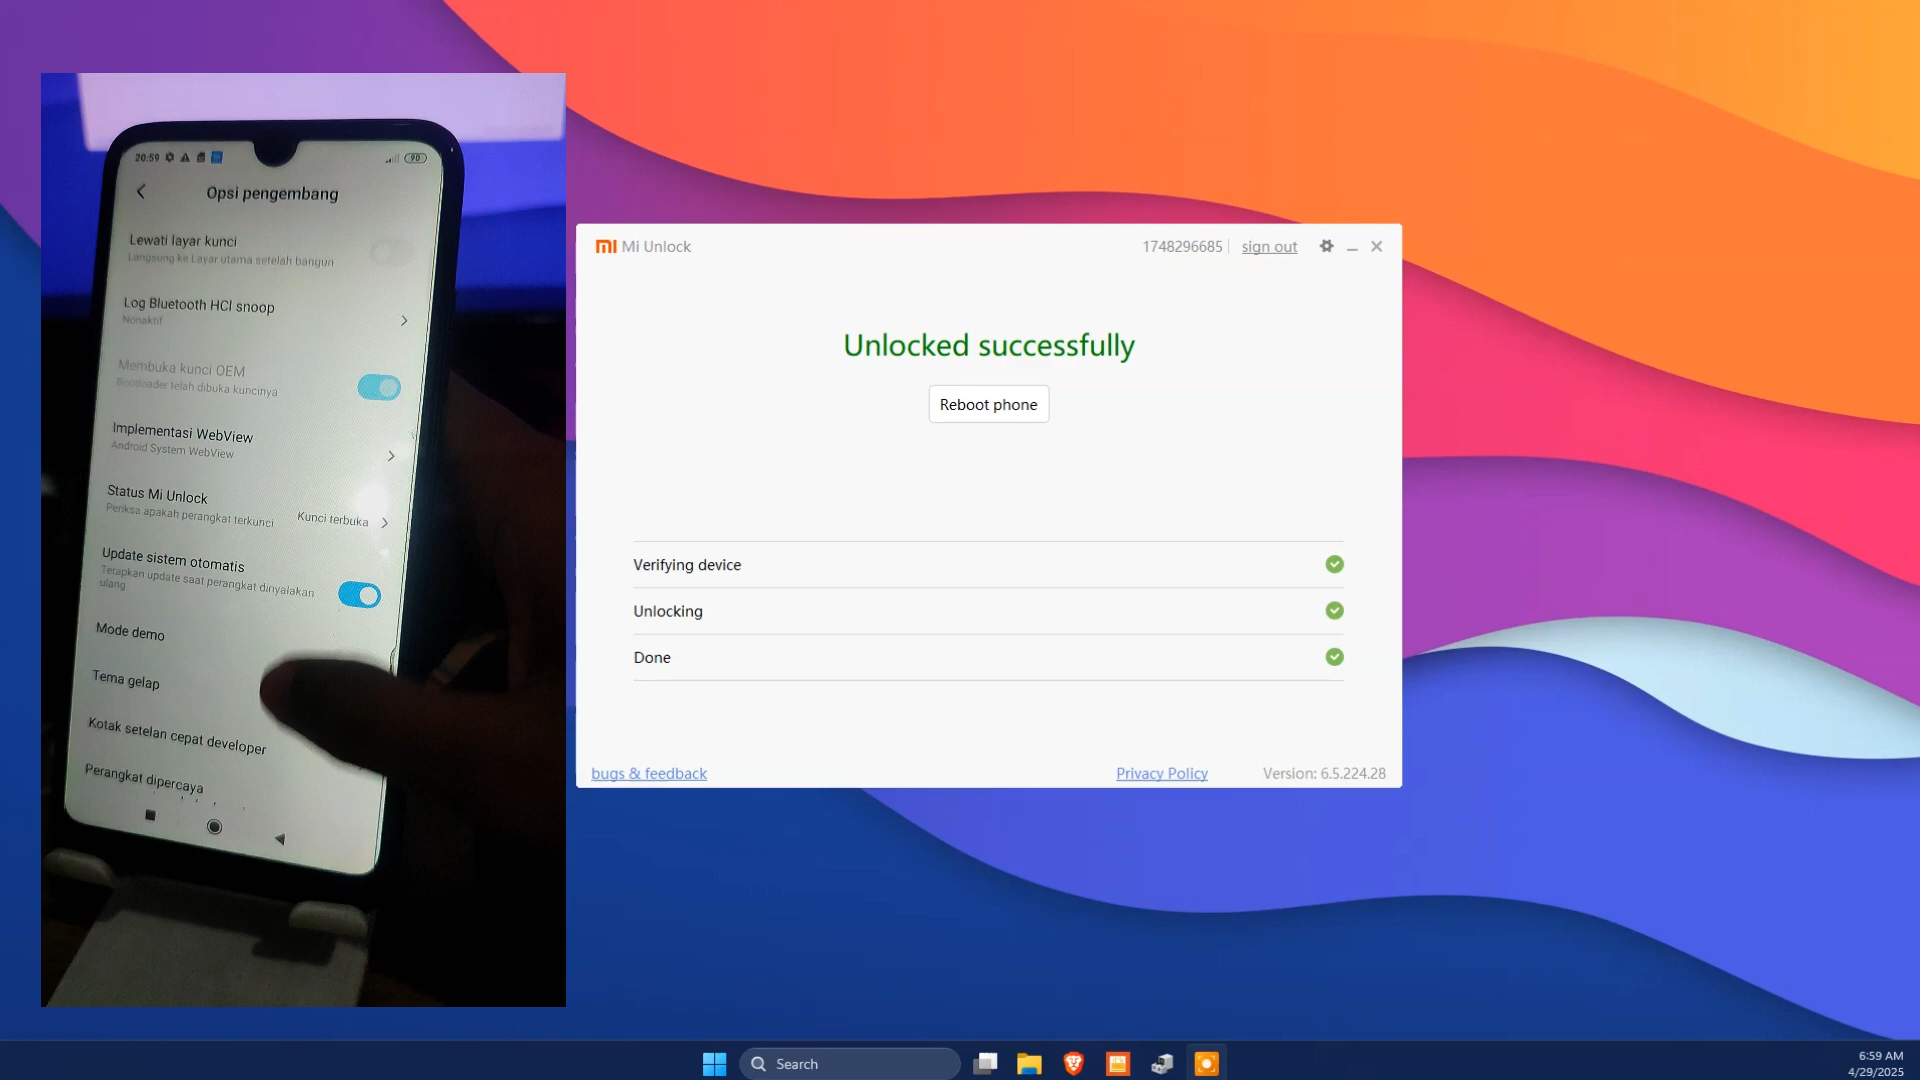 20:59
90
Opsi pengembang
Lewati layar kunci
Langsung ke Layar utama setelah bangun
Log Bluetooth HCI snoop
Nonaktif
Membuka kunci OEM
Bootloader telah dibuka kuncinya
Implementasi WebView
Android System WebView
Status Mi Unlock
Periksa apakah perangkat terkunci
Kunci terbuka
Update sistem otomatis
Terapkan update saat perangkat dinyalakan
ulang
Mode demo
Tema gelap
Kotak setelan cepat developer
Perangkat dipercaya
Mi Unlock
1748296685
sign out
Unlocked successfully
Reboot phone
Verifying device
Unlocking
Done
bugs & feedback
Privacy Policy
Version: 6.5.224.28
Search
6:59 AM
4/29/2025